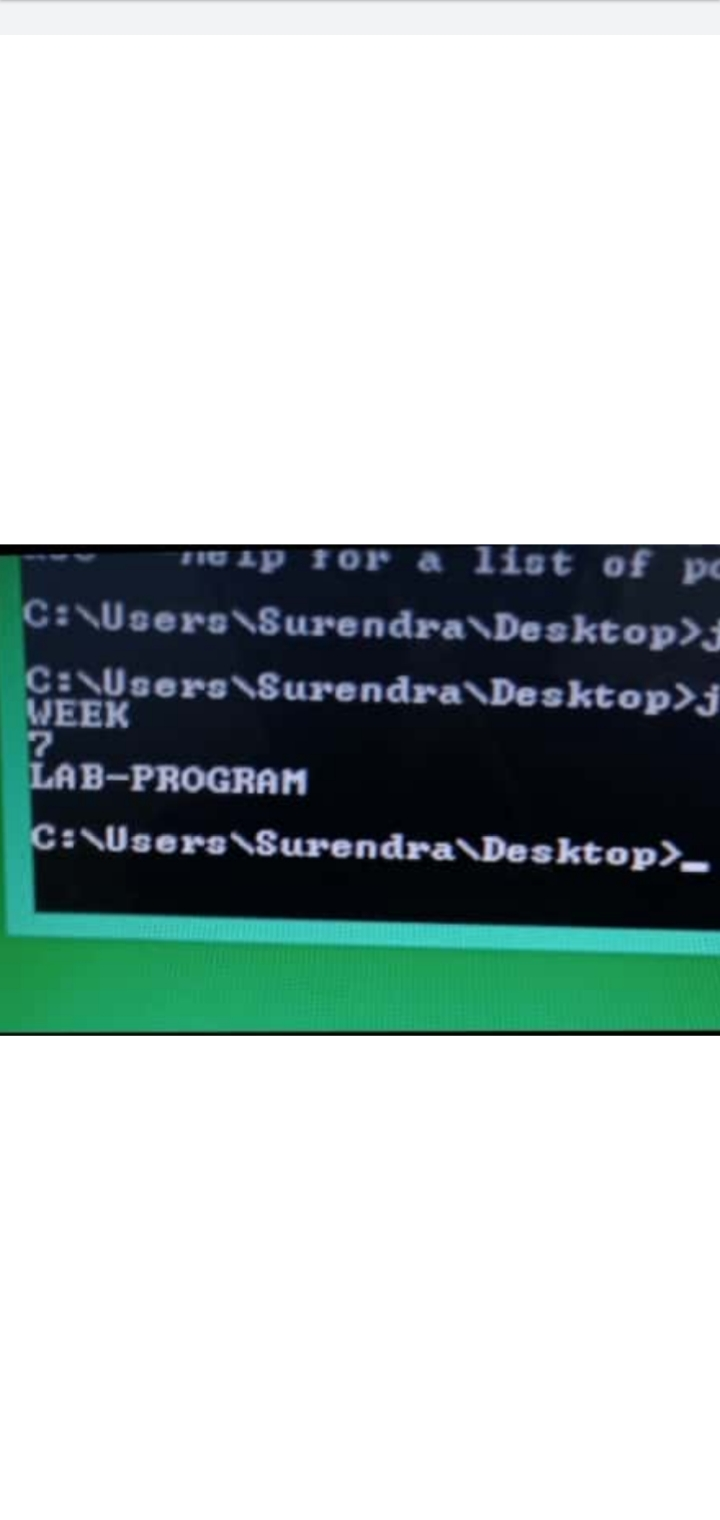 help for a list of
C:\Users\Surendra\Desktop>j
C:\Users\Surendra\Desktop>j
WEEK
7
LAB-PROGRAM
C:\Users\Surendra\Desktop>_